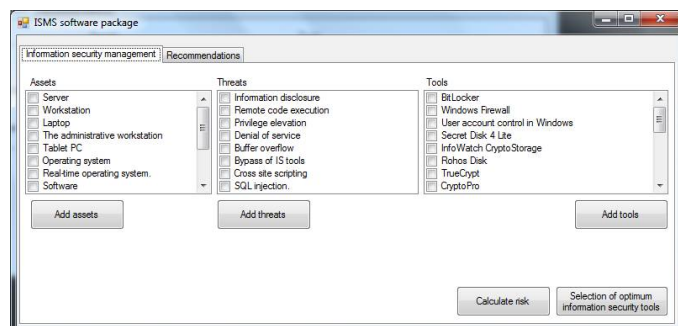 ISMS software package
Information security management Recommendations
Assets Threats Tools
Server
Workstation
Laptop
The administrative workstation
Tablet PC
Operating system
Real-time operating system.
Software
Information disclosure
Remote code execution
Privilege elevation
Denial of service
Buffer overflow
Bypass of IS tools
Cross site scripting
SQL injection.
BitLocker
Windows Firewall
User account control in Windows
Secret Disk 4 Lite
InfoWatch CryptoStorage
Rohos Disk
TrueCrypt
CryptoPro
Add assets Add threats Add tools
Calculate risk
Selection of optimum
information security tools